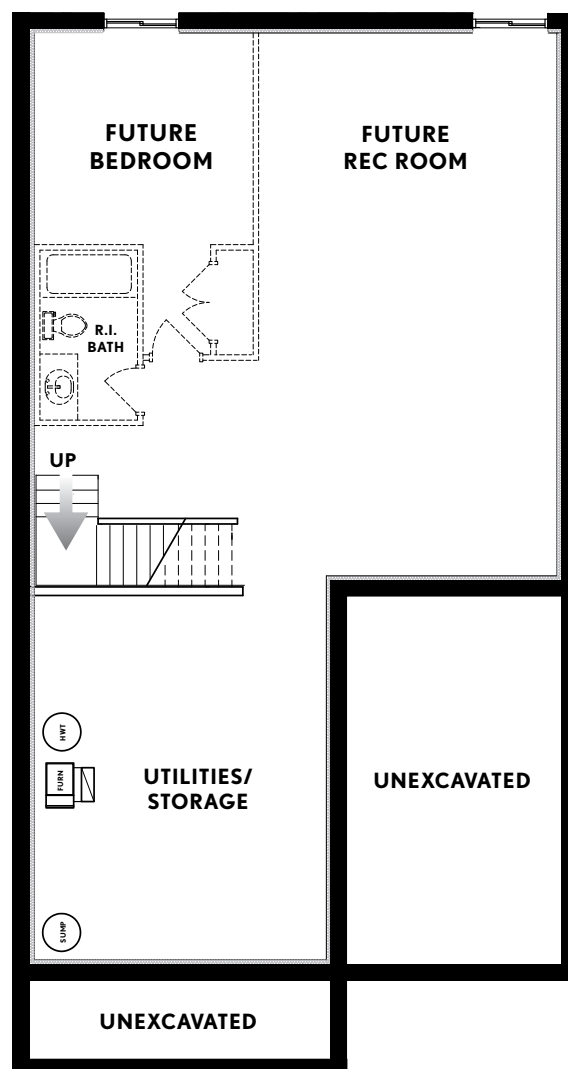 FUTURE
BEDROOM
FUTURE
REC ROOM
R.I.
BATH
UP
HWT
FURN
UTILITIES/
STORAGE
UNEXCAVATED
SUMP
UNEXCAVATED